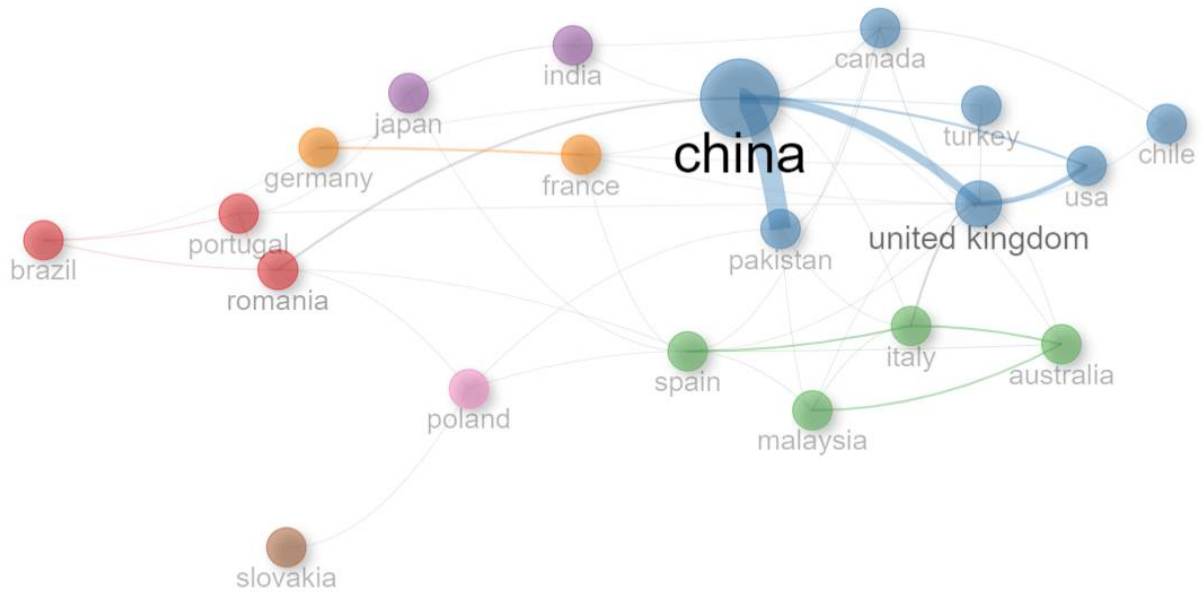 canada
india
japan
turkey
china
chile
germany
france
usa
portugal
united kingdom
brazil
pakistan
romania
italy
australia
spain
poland
malaysia
slovakia